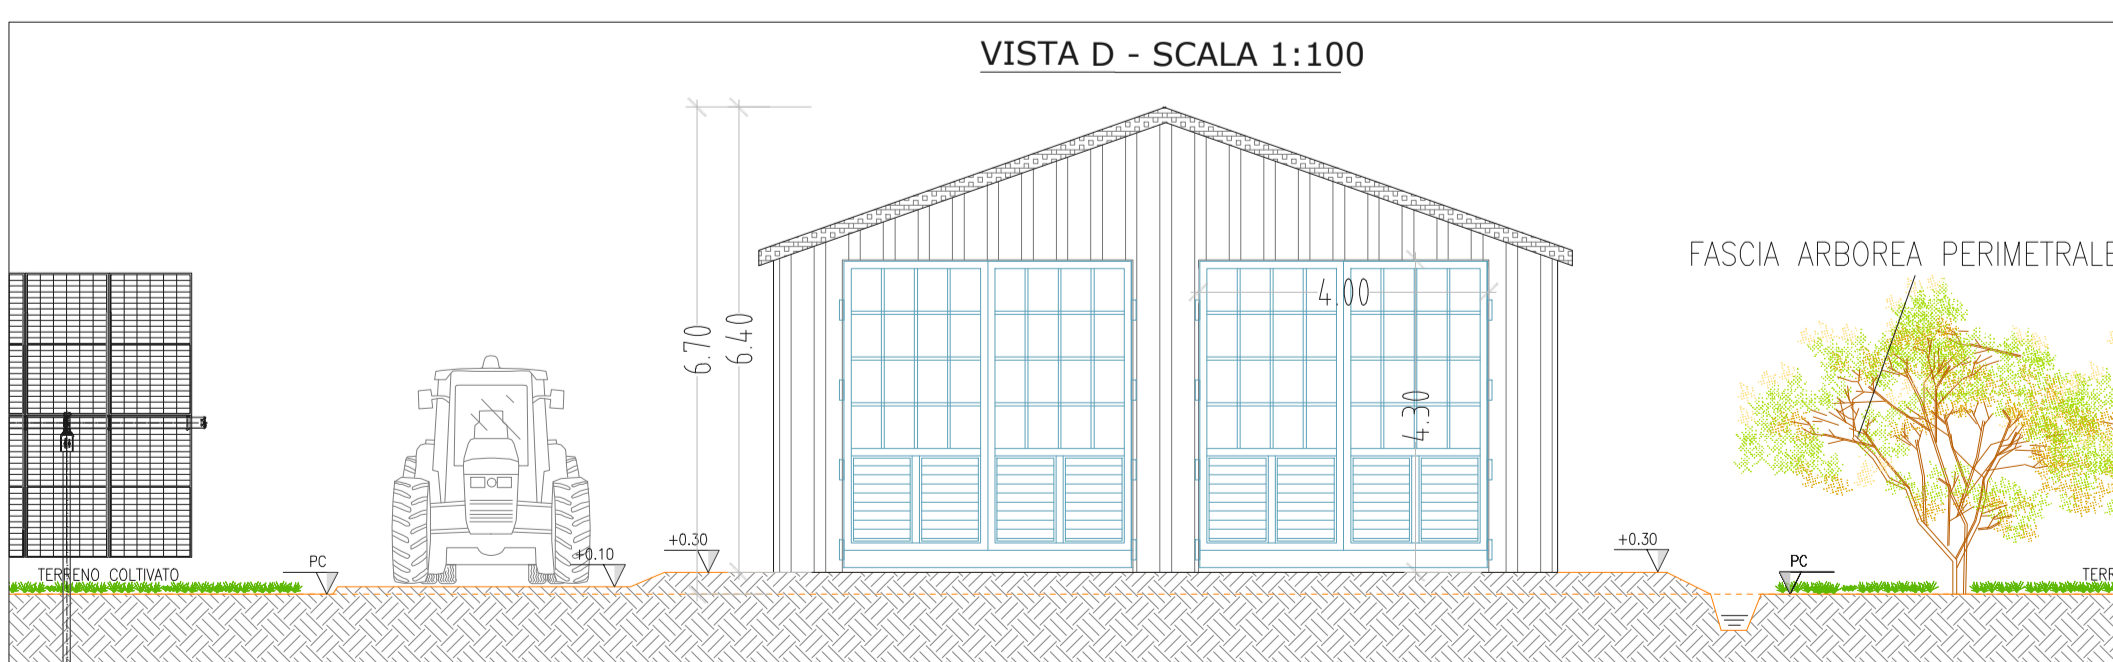 VISTA D - SCALA 1:100
FASCIA ARBOREA PERIMETRALE
4.00
6.70
6.40
4.30
+0.30
+0.30
+0.10
PC
PC
TERRENO COLTIVATO
TERR